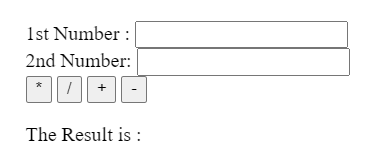 1st Number :
2nd Number:
* / + -
The Result is :